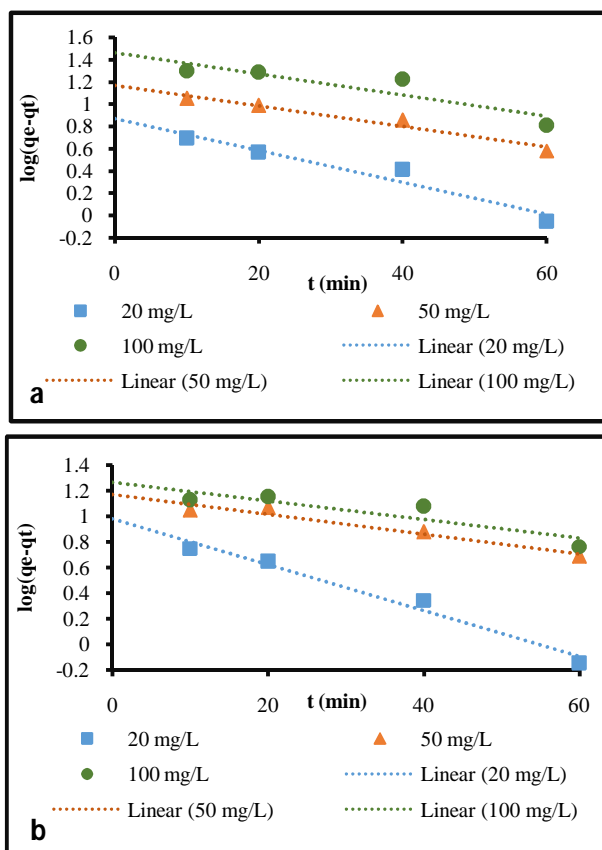 1.6
1.4
1.2
1
0.8
0.6
0.4
0.2
0
-0.2
log(qe-qt)
0 20 40 60
t (min)
20 mg/L 50 mg/L
100 mg/L Linear (20 mg/L)
Linear (50 mg/L) Linear (100 mg/L)
a
1.4
1.2
1
0.8
0.6
0.4
0.2
0
-0.2
log(qe-qt)
0 20 40 60
t (min)
20 mg/L 50 mg/L
100 mg/L Linear (20 mg/L)
Linear (50 mg/L) Linear (100 mg/L)
b